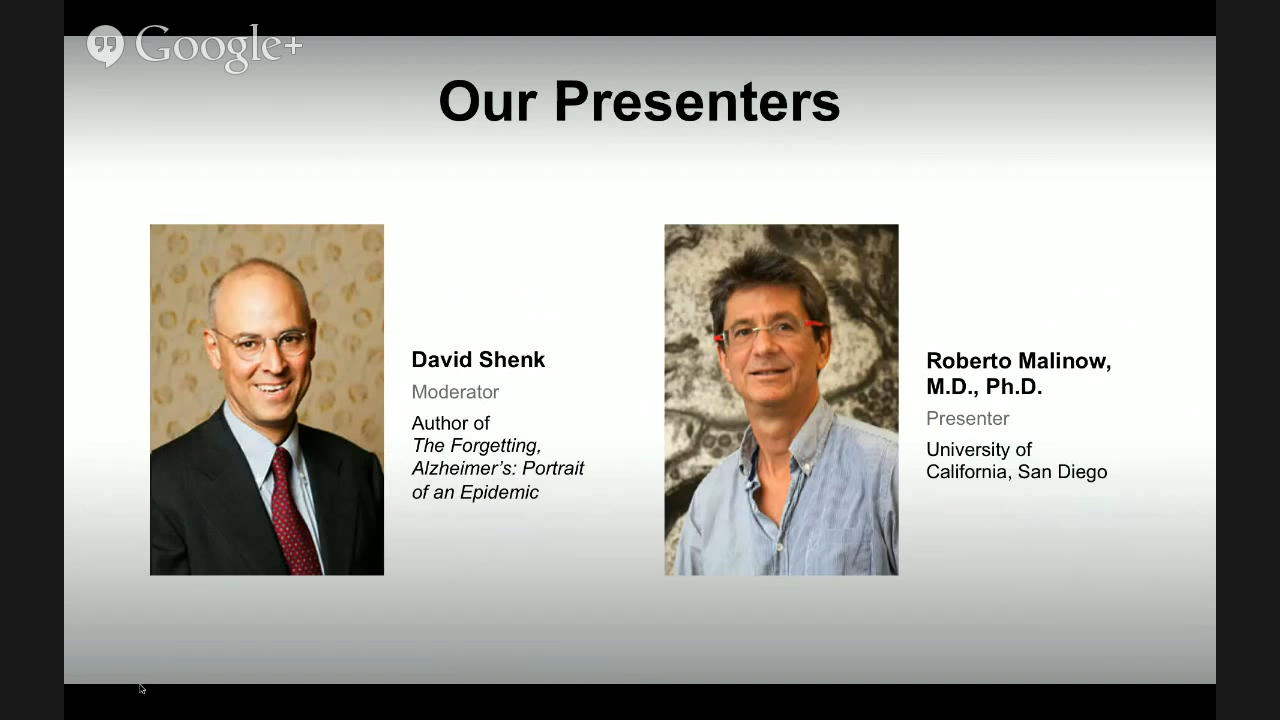 Google+
Our Presenters
David Shenk
Moderator
Author of
The Forgetting,
Alzheimer's: Portrait
of an Epidemic
Roberto Malinow,
M.D., Ph.D.
Presenter
University of
California, San Diego